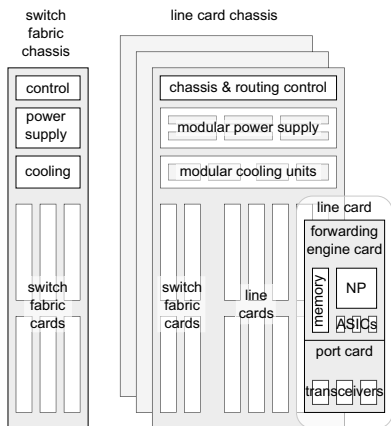 switch
fabric
chassis
line card chassis
control
power
supply
cooling
switch
fabric
cards
chassis & routing control
modular power supply
modular cooling units
switch
fabric
cards
line
cards
line card
forwarding
engine card
memory
NP
ASICs
port card
transceivers